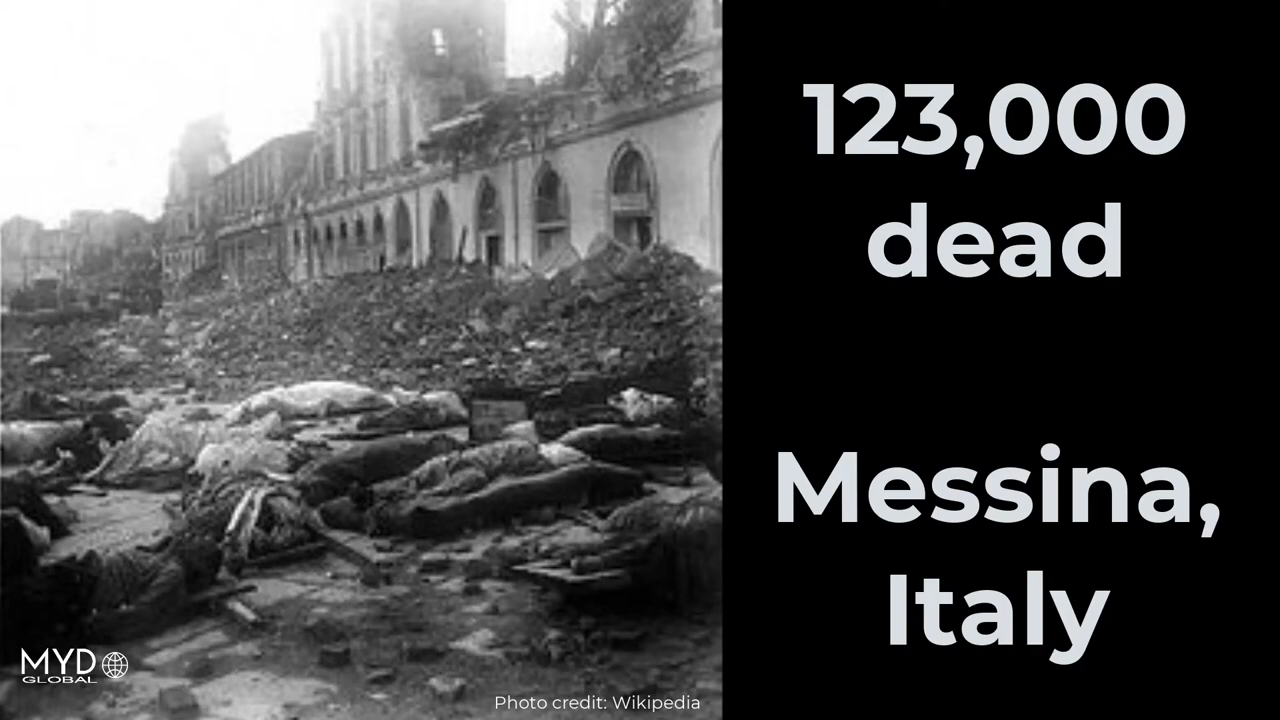 123,000
dead
Messina,
Italy
MYD
GLOBAL
Photo credit: Wikipedia